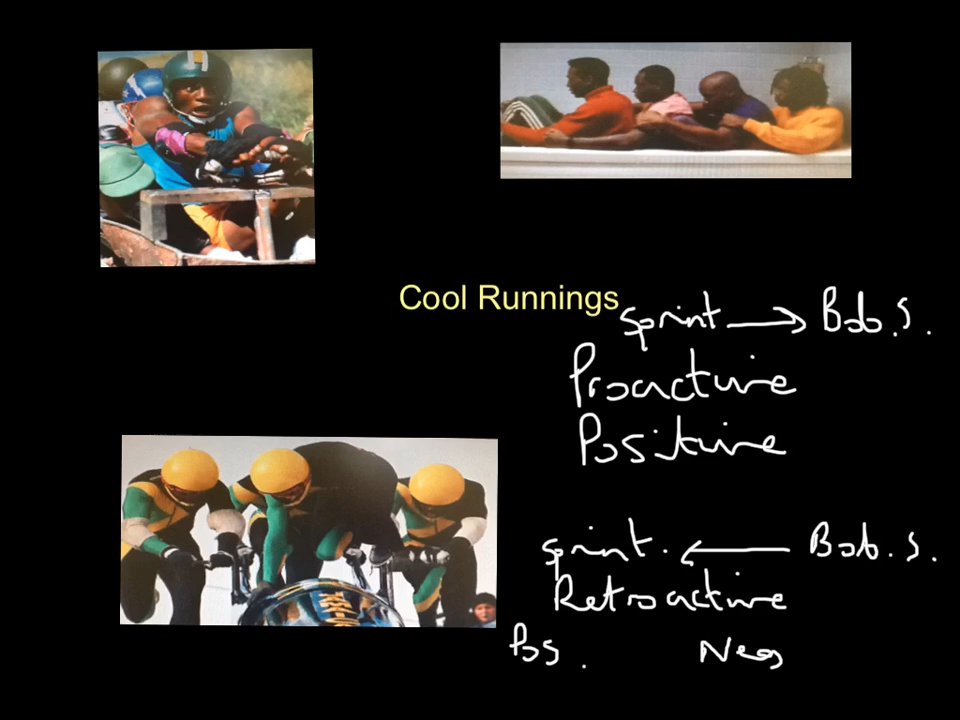 Cool Runnings
sprint → Bob.S.
Proactive
Positive
sprint. ← Bob.S.
Retroactive
Pos. Neg